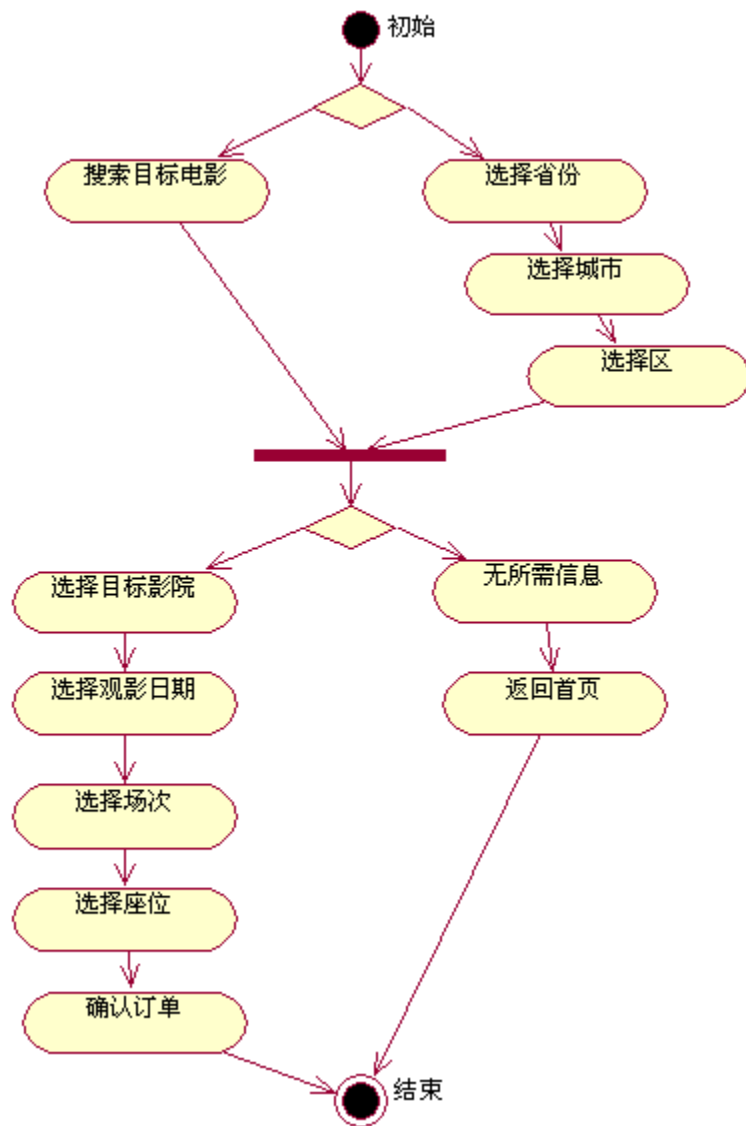 初始
搜索目标电影
选择省份
选择城市
选择区
选择目标影院
无所需信息
选择观影日期
返回首页
选择场次
选择座位
确认订单
结束